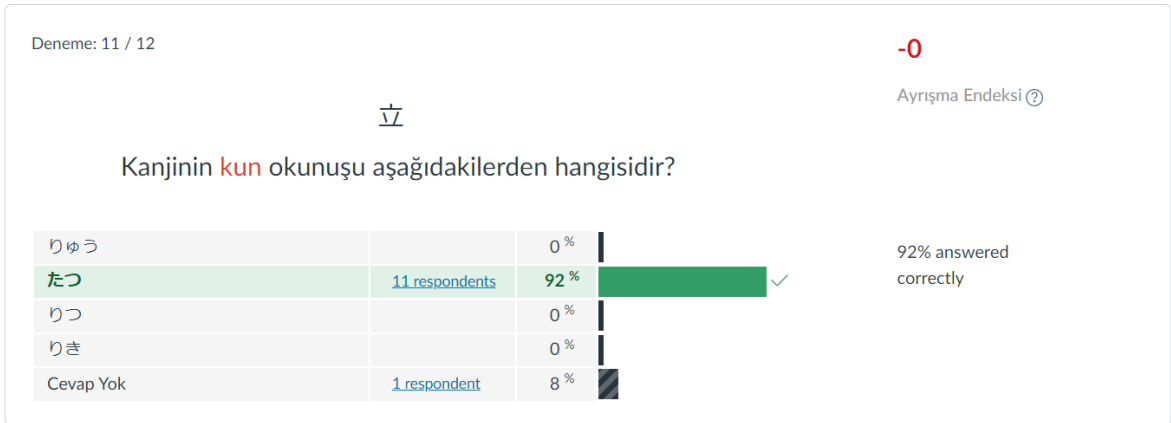 Deneme: 11 / 12
-0
Ayrışma Endeksi ?
立
Kanjinin kun okunuşu aşağıdakilerden hangisidir?
りゅう 0 %
たつ 11 respondents 92 %
りつ 0 %
りき 0 %
Cevap Yok 1 respondent 8 %
92% answered
correctly